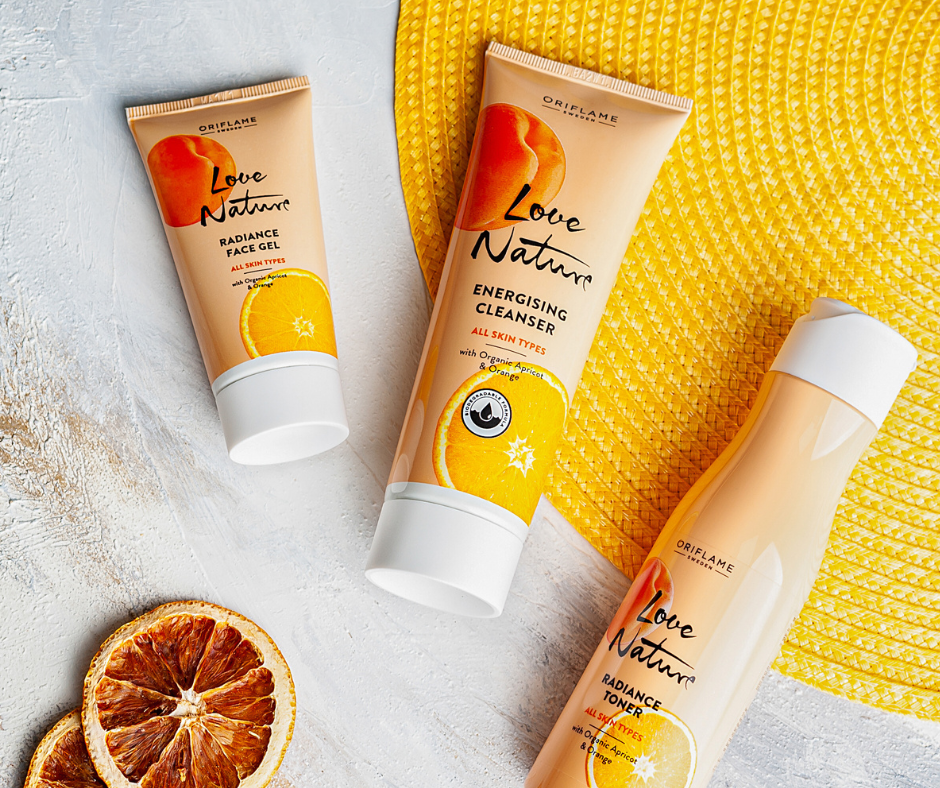 ORIFLAME
SWEDEN
Love
Nature
RADIANCE
FACE GEL
ALL SKIN TYPES
with Organic Apricot
& Orange
ORIFLAME
SWEDEN
Love
Nature
ENERGISING
CLEANSER
ALL SKIN TYPES
with Organic Apricot
& Orange
BIODEGRADABLE FORMULA
ORIFLAME
SWEDEN
Love
Nature
RADIANCE
TONER
ALL SKIN TYPES
with Organic Apricot
& Orange